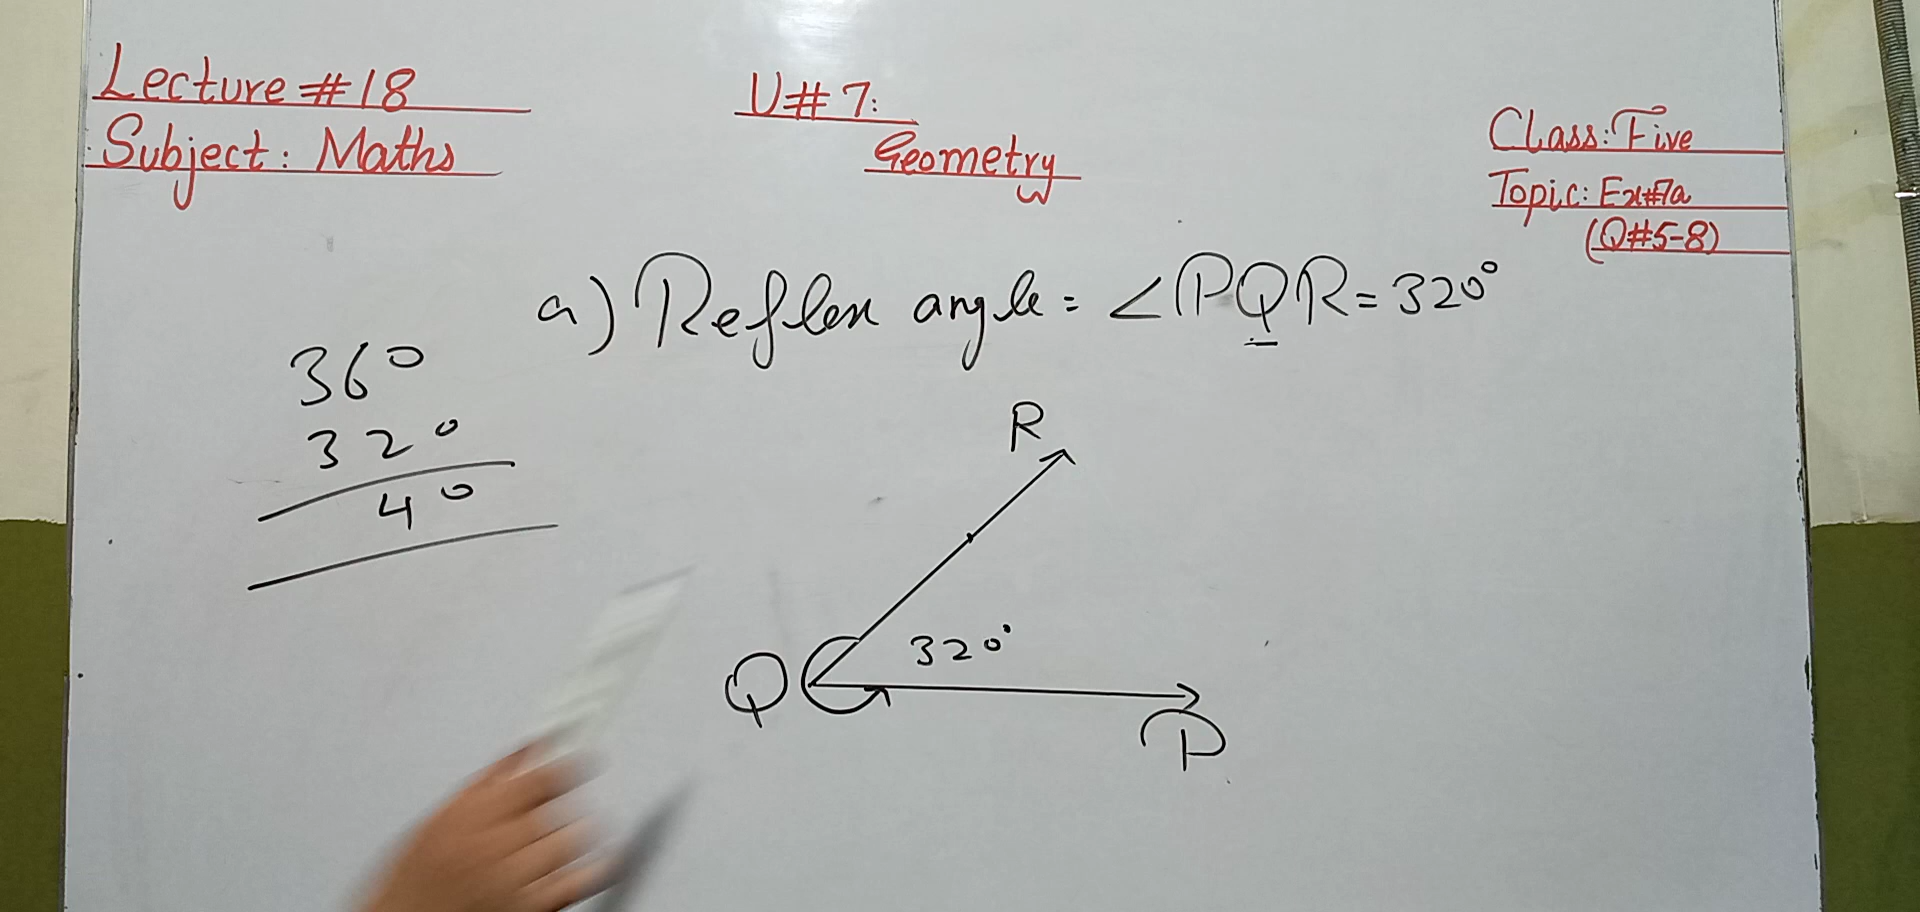 Lecture # 18
Subject: Maths
U# 7:
Geometry
Class: Five
Topic: Ex#7a
(Q#5-8)
a) Reflex angle = ∠PQR = 320°
360
320
40
R
320°
Q
P